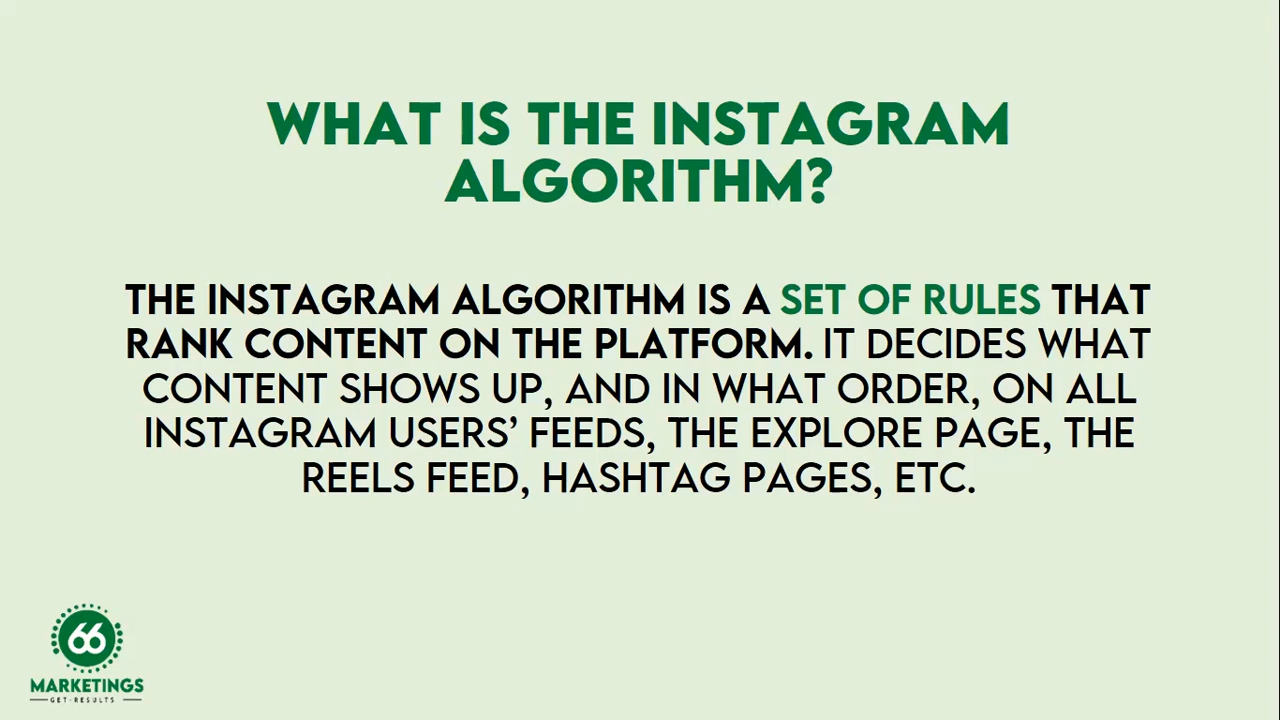 WHAT IS THE INSTAGRAM
ALGORITHM?
THE INSTAGRAM ALGORITHM IS A SET OF RULES THAT
RANK CONTENT ON THE PLATFORM. IT DECIDES WHAT
CONTENT SHOWS UP, AND IN WHAT ORDER, ON ALL
INSTAGRAM USERS’ FEEDS, THE EXPLORE PAGE, THE
REELS FEED, HASHTAG PAGES, ETC.
66
MARKETINGS
GET-RESULTS